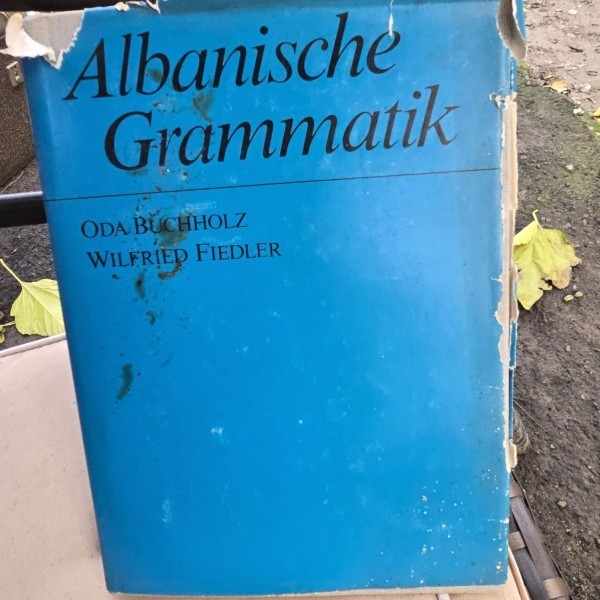 Albanische
Grammatik
ODA BUCHHOLZ
WILFRIED FIEDLER